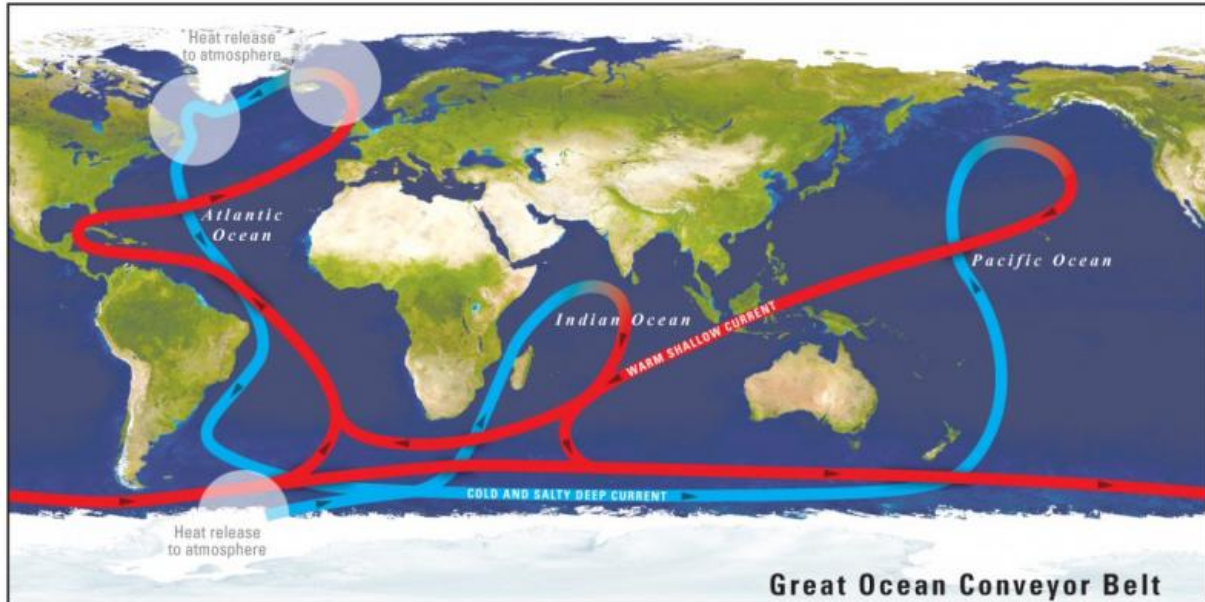 Heat release
to atmosphere
Atlantic
Ocean
Pacific Ocean
Indian Ocean
WARM SHALLOW CURRENT
COLD AND SALTY DEEP CURRENT
Heat release
to atmosphere
Great Ocean Conveyor Belt